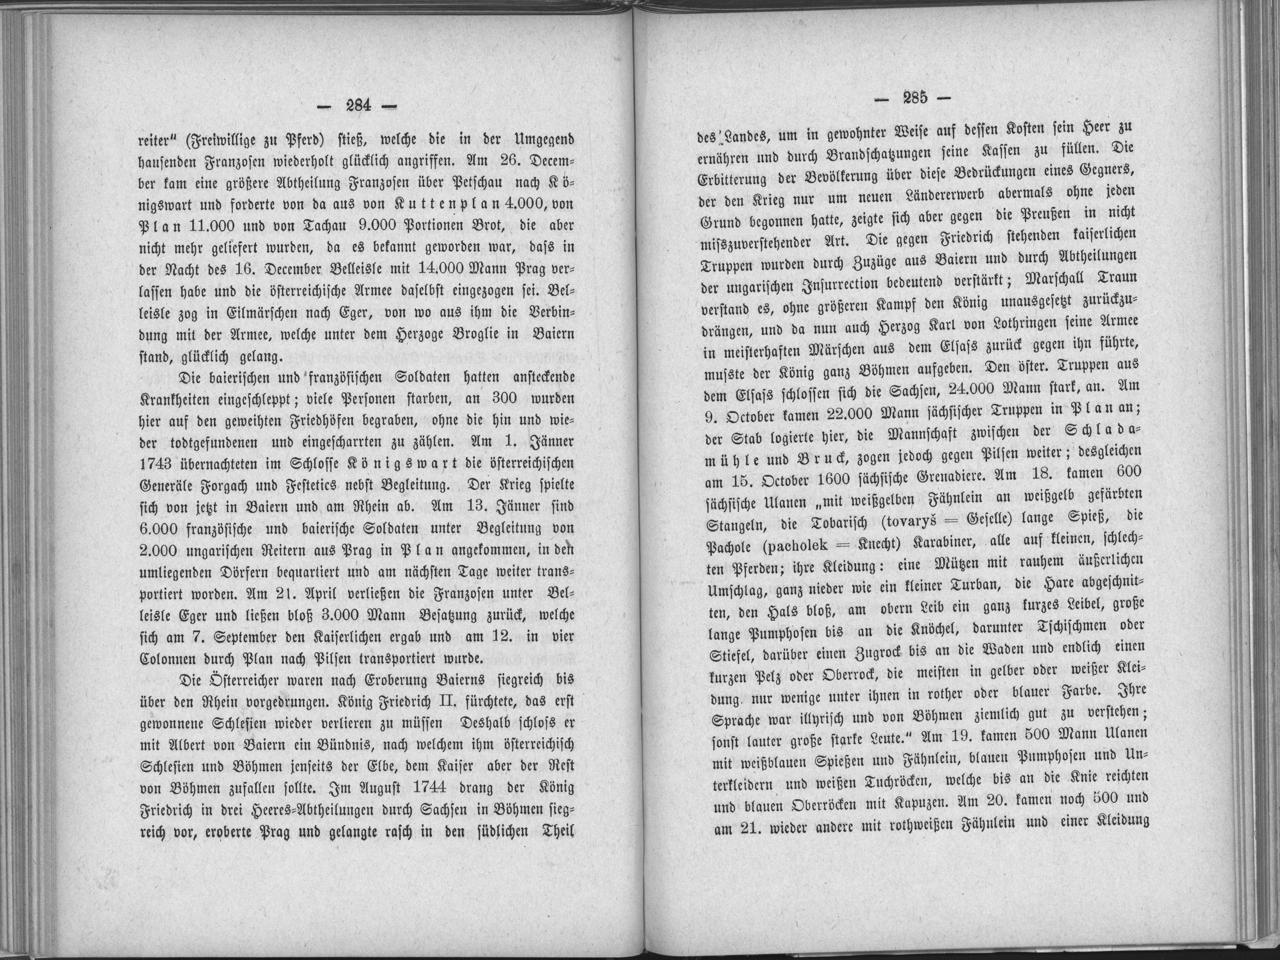 — 284 —
reiter“ (Freiwillige zu Pferd) stieß, welche die in der Umgegend
hausenden Franzosen wiederholt glücklich angriffen. Am 26. Decem-
ber kam eine größere Abtheilung Franzosen über Petschau nach Kö-
nigswart und forderte von da aus von Kuttenplan 4.000, von
Plan 11.000 und von Tachau 9.000 Portionen Brot, die aber
nicht mehr geliefert wurden, da es bekannt geworden war, dass in
der Nacht des 16. December Belleisle mit 14.000 Mann Prag ver-
lassen habe und die österreichische Armee daselbst eingezogen sei. Bel-
leisle zog in Eilmärschen nach Eger, von wo aus ihm die Verbin-
dung mit der Armee, welche unter dem Herzoge Broglie in Baiern
stand, glücklich gelang.
Die baierischen und französischen Soldaten hatten ansteckende
Krankheiten eingeschleppt; viele Personen starben, an 300 wurden
hier auf den geweihten Friedhöfen begraben, ohne die hin und wie-
der todtgefundenen und eingescharrten zu zählen. Am 1. Jänner
1743 übernachteten im Schlosse Königswart die österreichischen
Generäle Forgach und Festetics nebst Begleitung. Der Krieg spielte
sich von jetzt in Baiern und am Rhein ab. Am 13. Jänner sind
6.000 französische und baierische Soldaten unter Begleitung von
2.000 ungarischen Reitern aus Prag in Plan angekommen, in den
umliegenden Dörfern bequartiert und am nächsten Tage weiter trans-
portiert worden. Am 21. April verließen die Franzosen unter Bel-
leisle Eger und ließen bloß 3.000 Mann Besatzung zurück, welche
sich am 7. September den Kaiserlichen ergab und am 12. in vier
Colonnen durch Plan nach Pilsen transportiert wurde.
Die Österreicher waren nach Eroberung Baierns siegreich bis
über den Rhein vorgedrungen. König Friedrich II. fürchtete, das erst
gewonnene Schlesien wieder verlieren zu müssen Deshalb schloss er
mit Albert von Baiern ein Bündnis, nach welchem ihm österreichisch
Schlesien und Böhmen jenseits der Elbe, dem Kaiser aber der Rest
von Böhmen zufallen sollte. Im August 1744 drang der König
Friedrich in drei Heeres-Abtheilungen durch Sachsen in Böhmen sieg-
reich vor, eroberte Prag und gelangte rasch in den südlichen Theil
— 285 —
des Landes, um in gewohnter Weise auf dessen Kosten sein Heer zu
ernähren und durch Brandschatzungen seine Kassen zu füllen. Die
Erbitterung der Bevölkerung über diese Bedrückungen eines Gegners,
der den Krieg nur um neuen Ländererwerb abermals ohne jeden
Grund begonnen hatte, zeigte sich aber gegen die Preußen in nicht
misszuverstehender Art. Die gegen Friedrich stehenden kaiserlichen
Truppen wurden durch Zuzüge aus Baiern und durch Abtheilungen
der ungarischen Insurrection bedeutend verstärkt; Marschall Traun
verstand es, ohne größeren Kampf den König unausgesetzt zurückzu-
drängen, und da nun auch Herzog Karl von Lothringen seine Armee
in meisterhaften Märschen aus dem Elsass zurück gegen ihn führte,
musste der König ganz Böhmen aufgeben. Den öster. Truppen aus
dem Elsass schlossen sich die Sachsen, 24.000 Mann stark, an. Am
9. October kamen 22.000 Mann sächsischer Truppen in Plan an;
der Stab logierte hier, die Mannschaft zwischen der Schlada-
mühle und Bruck, zogen jedoch gegen Pilsen weiter; desgleichen
am 15. October 1600 sächsische Grenadiere. Am 18. kamen 600
sächsische Ulanen „mit weißgelben Fähnlein an weißgelb gefärbten
Stangeln, die Tobarisch (tovaryš = Geselle) lange Spieß, die
Pachole (pacholek = Knecht) Karabiner, alle auf kleinen, schlech-
ten Pferden; ihre Kleidung: eine Mützen mit rauhem äußerlichen
Umschlag, ganz nieder wie ein kleiner Turban, die Hare abgeschnit-
ten, den Hals bloß, am obern Leib ein ganz kurzes Leibel, große
lange Pumphosen bis an die Knöchel, darunter Tschischmen oder
Stiefel, darüber einen Zugrock bis an die Waden und endlich einen
kurzen Pelz oder Oberrock, die meisten in gelber oder weißer Klei-
dung nur wenige unter ihnen in rother oder blauer Farbe. Ihre
Sprache war illyrisch und von Böhmen ziemlich gut zu verstehen;
sonst lauter große starke Leute.“ Am 19. kamen 500 Mann Ulanen
mit weißblauen Spießen und Fähnlein, blauen Pumphosen und Un-
terkleidern und weißen Tuchröcken, welche bis an die Knie reichten
und blauen Oberröcken mit Kapuzen. Am 20. kamen noch 500 und
am 21. wieder andere mit rothweißen Fähnlein und einer Kleidung